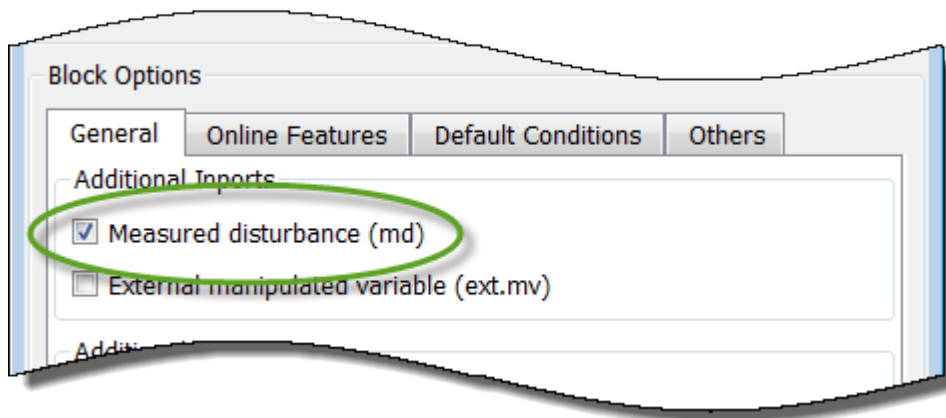 Block Options
General Online Features Default Conditions Others
Additional Inports
Measured disturbance (md)
External manipulated variable (ext.mv)